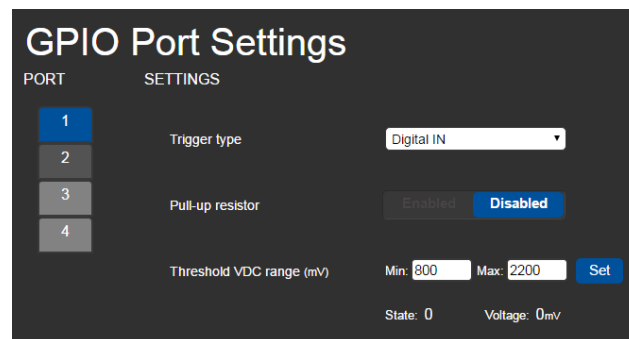 GPIO Port Settings
PORT SETTINGS
1
Trigger type Digital IN
2
3
Pull-up resistor Enabled Disabled
4
Threshold VDC range (mV) Min: 800 Max: 2200 Set
State: 0 Voltage: 0mV